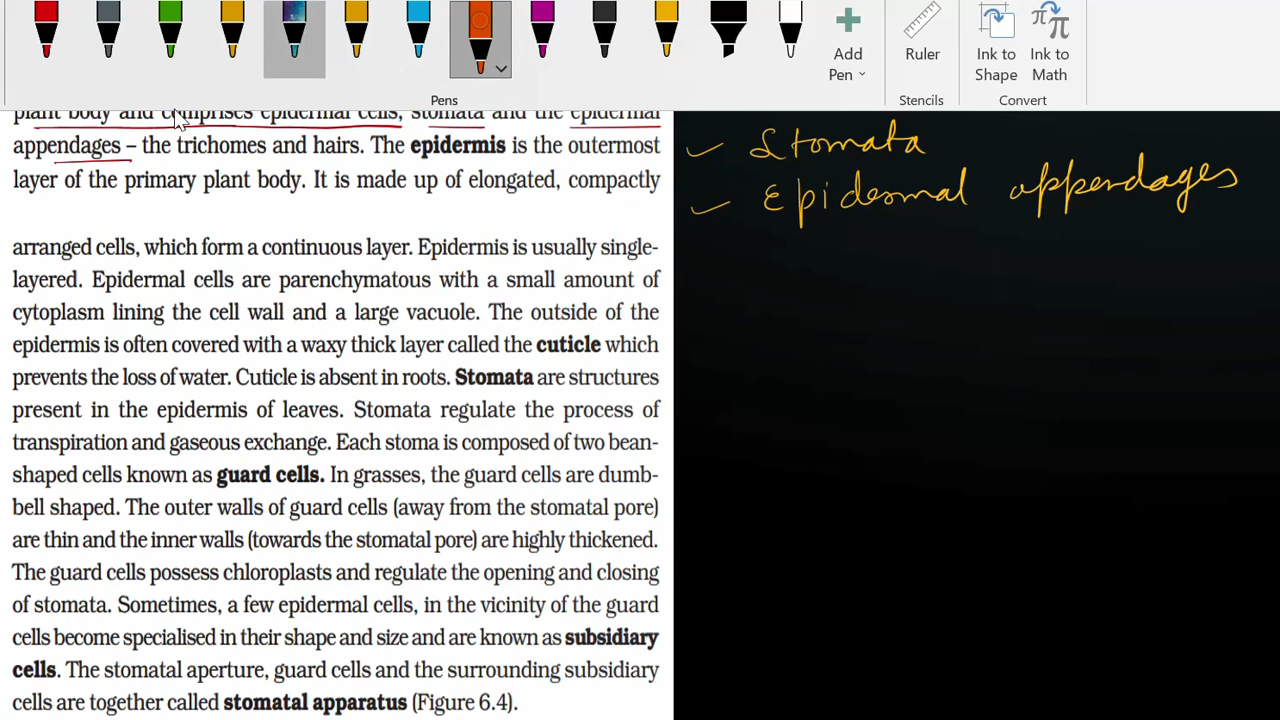 Add
Pen
Ruler
Ink to
Shape
Ink to
Math
Pens
Stencils
Convert
plant body and comprises epidermal cells, stomata and the epidermal
appendages – the trichomes and hairs. The epidermis is the outermost
layer of the primary plant body. It is made up of elongated, compactly
arranged cells, which form a continuous layer. Epidermis is usually single-
layered. Epidermal cells are parenchymatous with a small amount of
cytoplasm lining the cell wall and a large vacuole. The outside of the
epidermis is often covered with a waxy thick layer called the cuticle which
prevents the loss of water. Cuticle is absent in roots. Stomata are structures
present in the epidermis of leaves. Stomata regulate the process of
transpiration and gaseous exchange. Each stoma is composed of two bean-
shaped cells known as guard cells. In grasses, the guard cells are dumb-
bell shaped. The outer walls of guard cells (away from the stomatal pore)
are thin and the inner walls (towards the stomatal pore) are highly thickened.
The guard cells possess chloroplasts and regulate the opening and closing
of stomata. Sometimes, a few epidermal cells, in the vicinity of the guard
cells become specialised in their shape and size and are known as subsidiary
cells. The stomatal aperture, guard cells and the surrounding subsidiary
cells are together called stomatal apparatus (Figure 6.4).
Stomata
Epidermal appendages